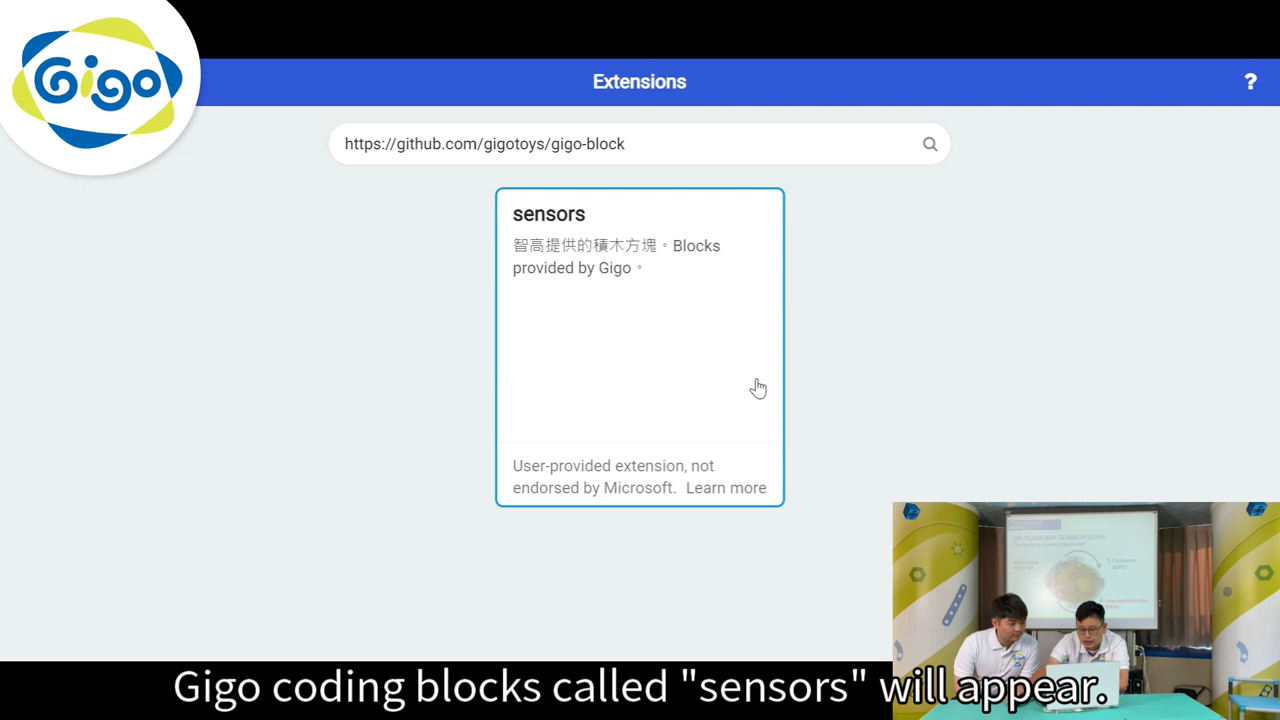 Gigo
Extensions
?
https://github.com/gigotoys/gigo-block
sensors
智高提供的積木方塊。Blocks
provided by Gigo。
User-provided extension, not
endorsed by Microsoft. Learn more
Gigo coding blocks called "sensors" will appear.